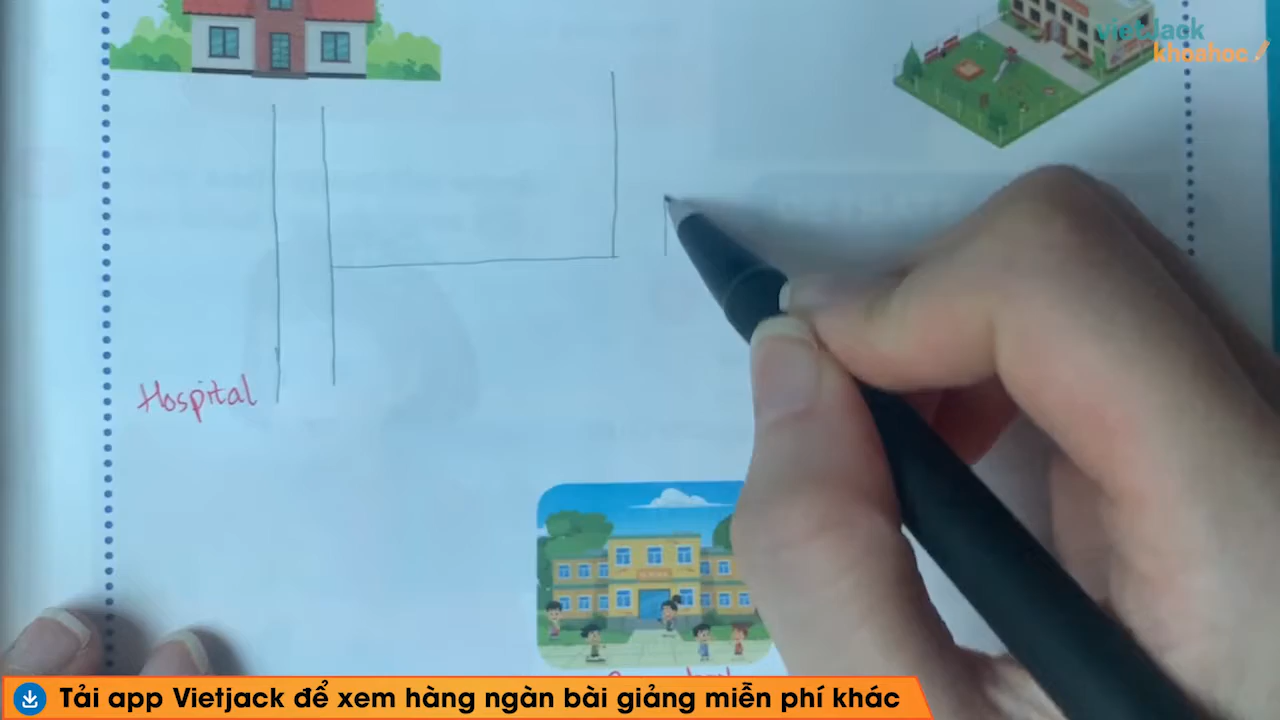 vietJack
khoahoc
Hospital
Tải app Vietjack để xem hàng ngàn bài giảng miễn phí khác